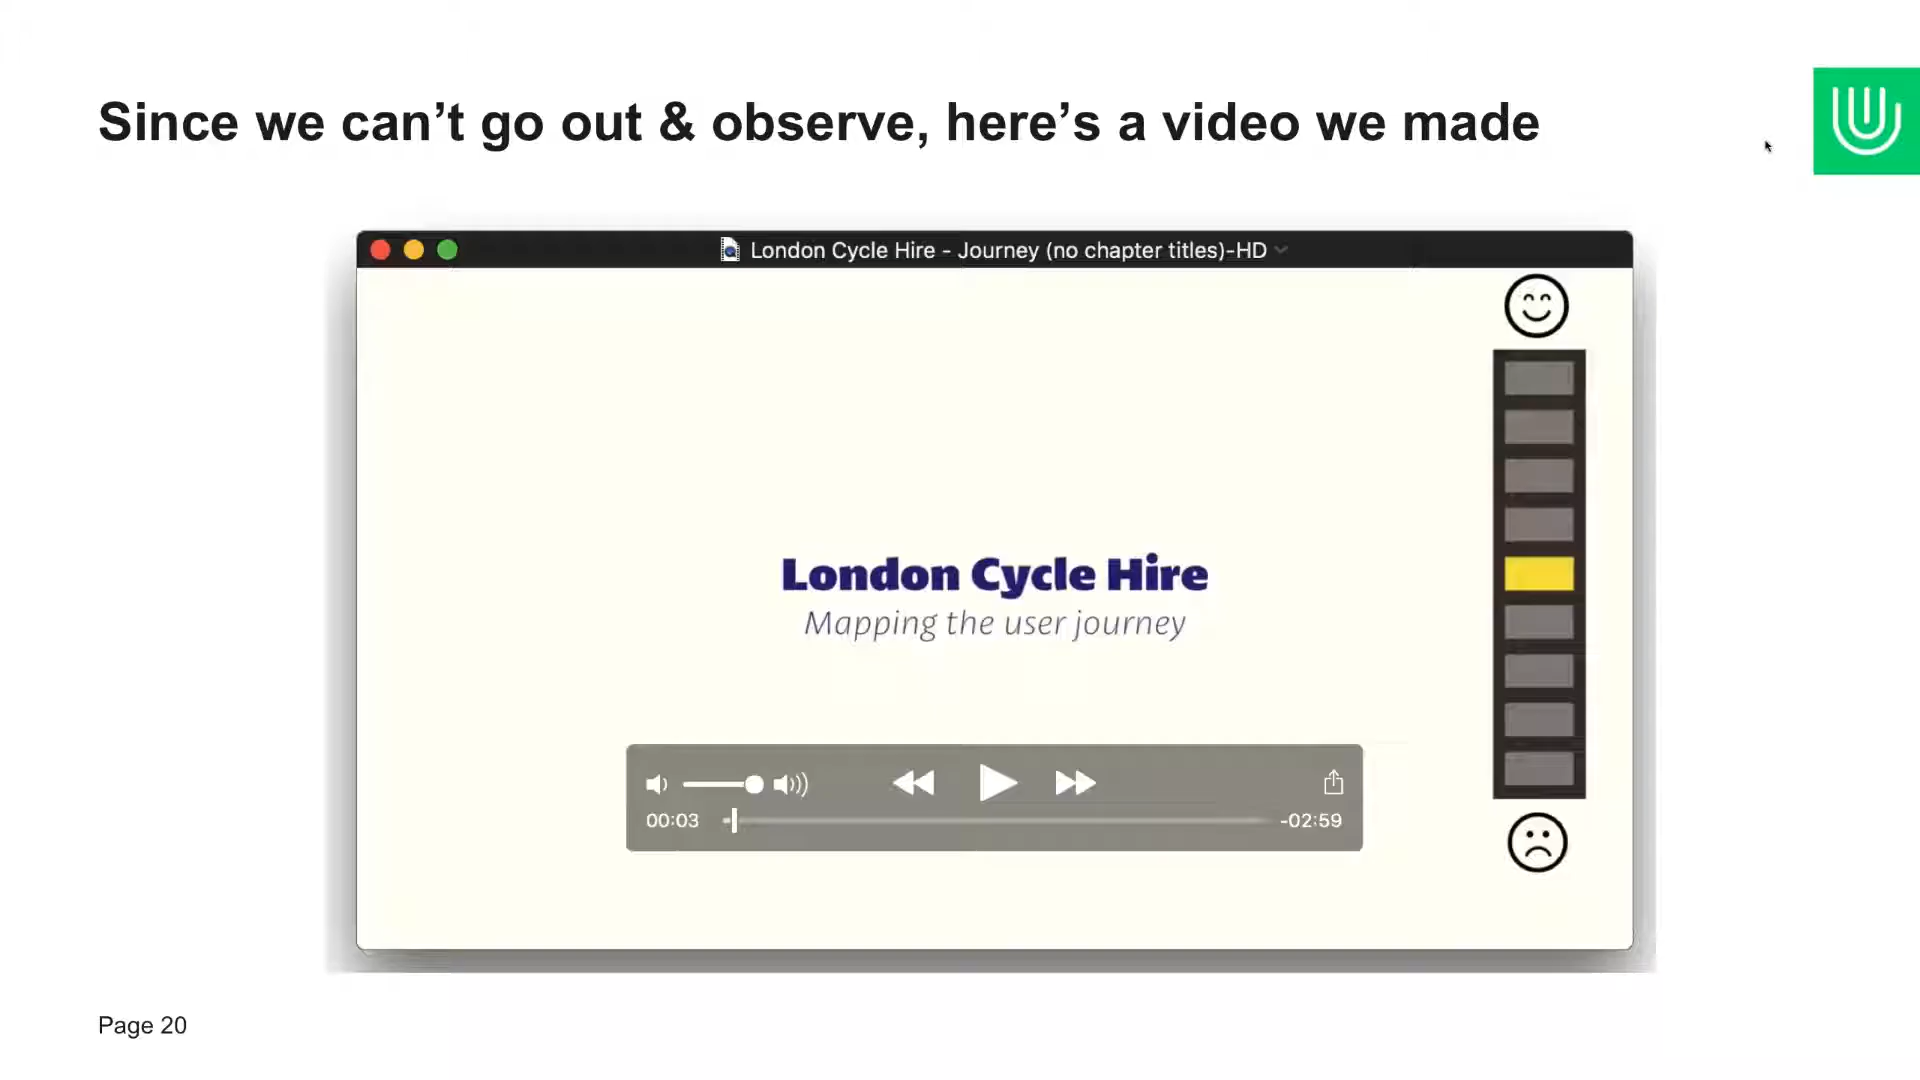 Since we can’t go out & observe, here’s a video we made
London Cycle Hire - Journey (no chapter titles)-HD
London Cycle Hire
Mapping the user journey
00:03
-02:59
Page 20